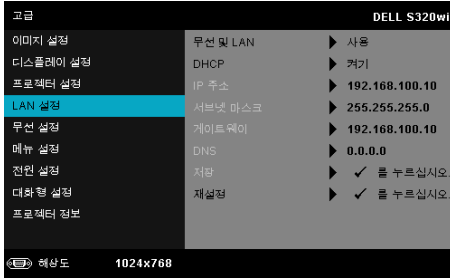 고급 DELL S320wi
이미지 설정
디스플레이 설정
프로젝터 설정
LAN 설정
무선 설정
메뉴 설정
전원 설정
대화형 설정
프로젝터 정보
무선 및 LAN 사용
DHCP 켜기
IP 주소 192.168.100.10
서브넷 마스크 255.255.255.0
게이트웨이 192.168.100.10
DNS 0.0.0.0
저장 ✓ 를 누르십시오.
재설정 ✓ 를 누르십시오.
해상도 1024x768